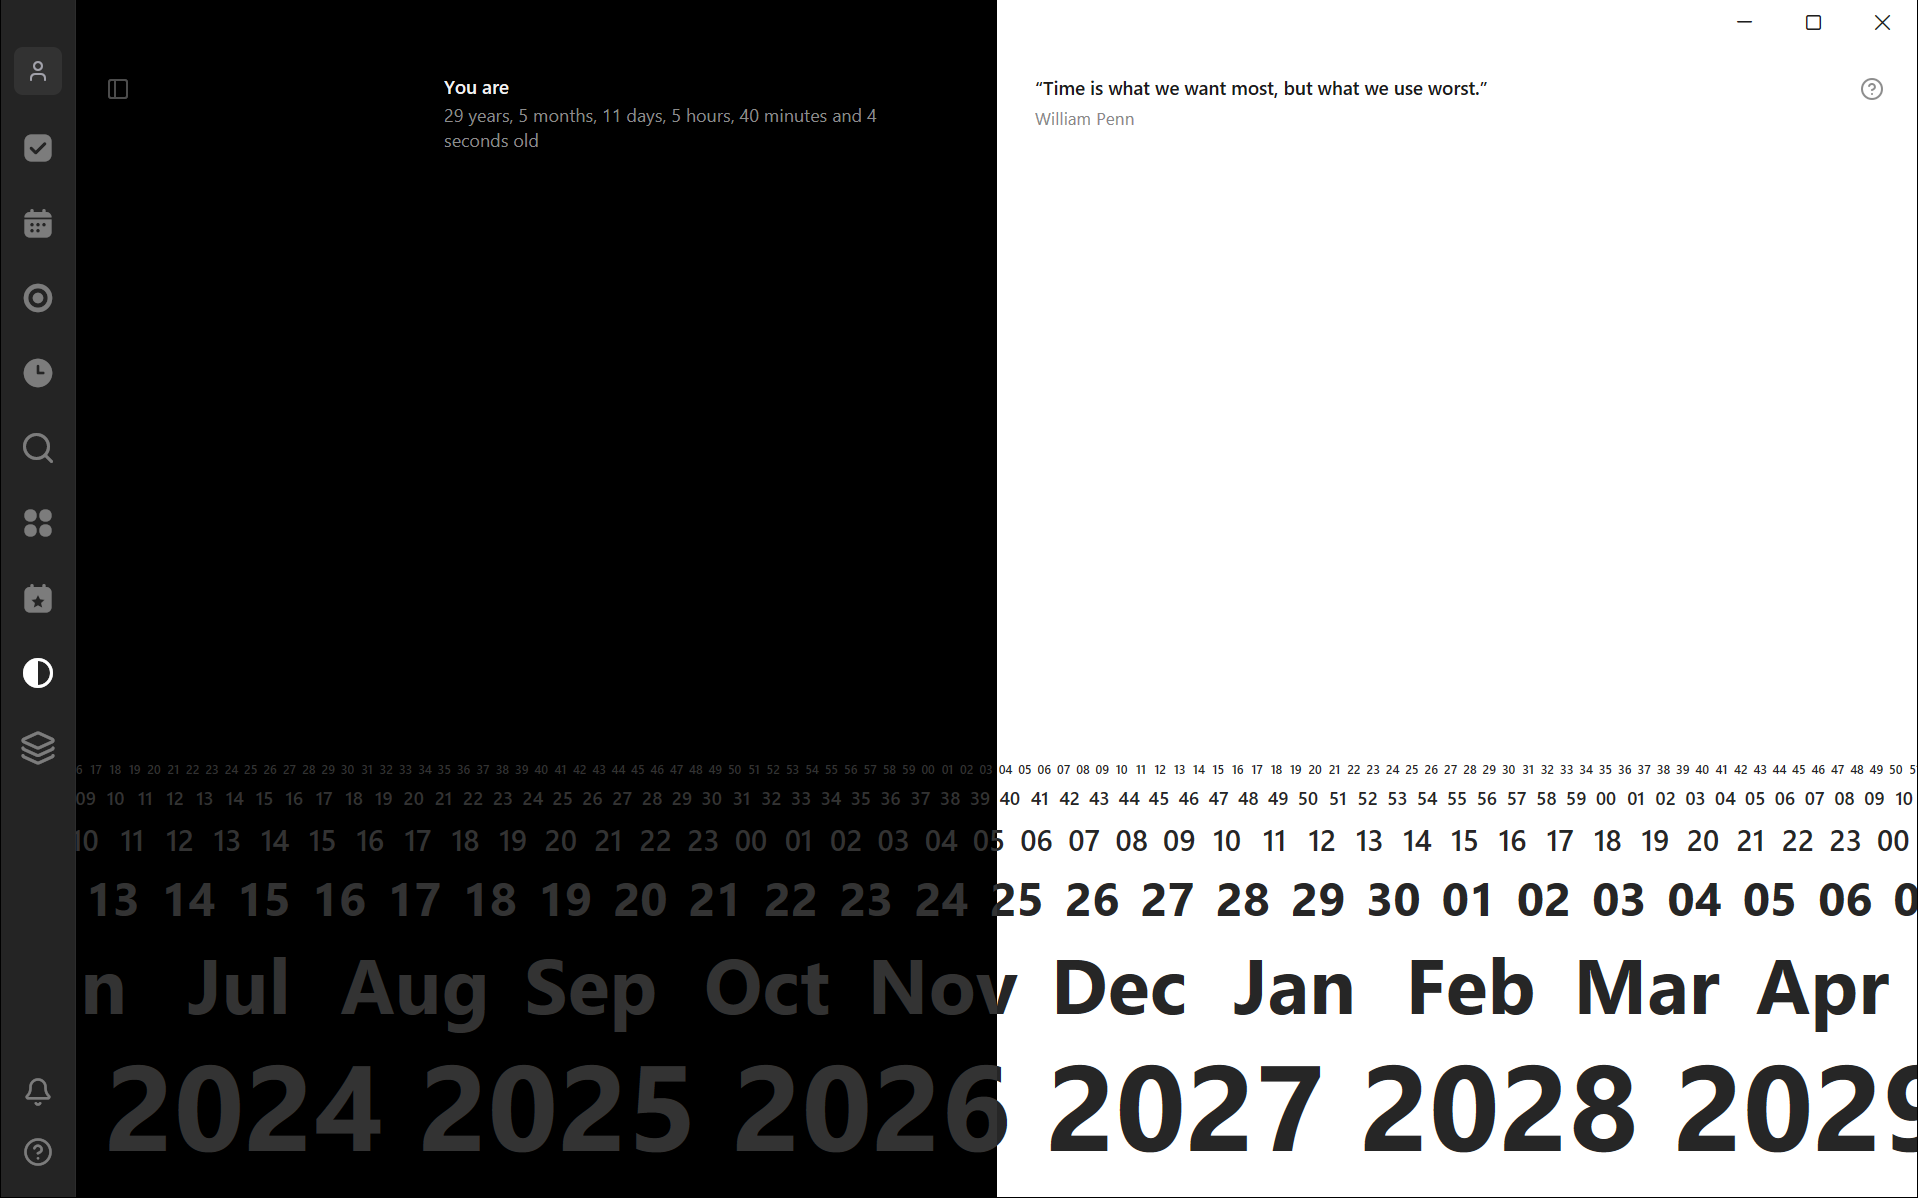 You are
29 years, 5 months, 11 days, 5 hours, 40 minutes and 4
seconds old
“Time is what we want most, but what we use worst.”
William Penn
6 17 18 19 20 21 22 23 24 25 26 27 28 29 30 31 32 33 34 35 36 37 38 39 40 41 42 43 44 45 46 47 48 49 50 51 52 53 54 55 56 57 58 59 00 01 02 03 04 05 06 07 08 09 10 11 12 13 14 15 16 17 18 19 20 21 22 23 24 25 26 27 28 29 30 31 32 33 34 35 36 37 38 39 40 41 42 43 44 45 46 47 48 49 50 5
09 10 11 12 13 14 15 16 17 18 19 20 21 22 23 24 25 26 27 28 29 30 31 32 33 34 35 36 37 38 39 40 41 42 43 44 45 46 47 48 49 50 51 52 53 54 55 56 57 58 59 00 01 02 03 04 05 06 07 08 09 10
10 11 12 13 14 15 16 17 18 19 20 21 22 23 00 01 02 03 04 05 06 07 08 09 10 11 12 13 14 15 16 17 18 19 20 21 22 23 00
13 14 15 16 17 18 19 20 21 22 23 24 25 26 27 28 29 30 01 02 03 04 05 06 0
n Jul Aug Sep Oct Nov Dec Jan Feb Mar Apr
2024 2025 2026 2027 2028 2029